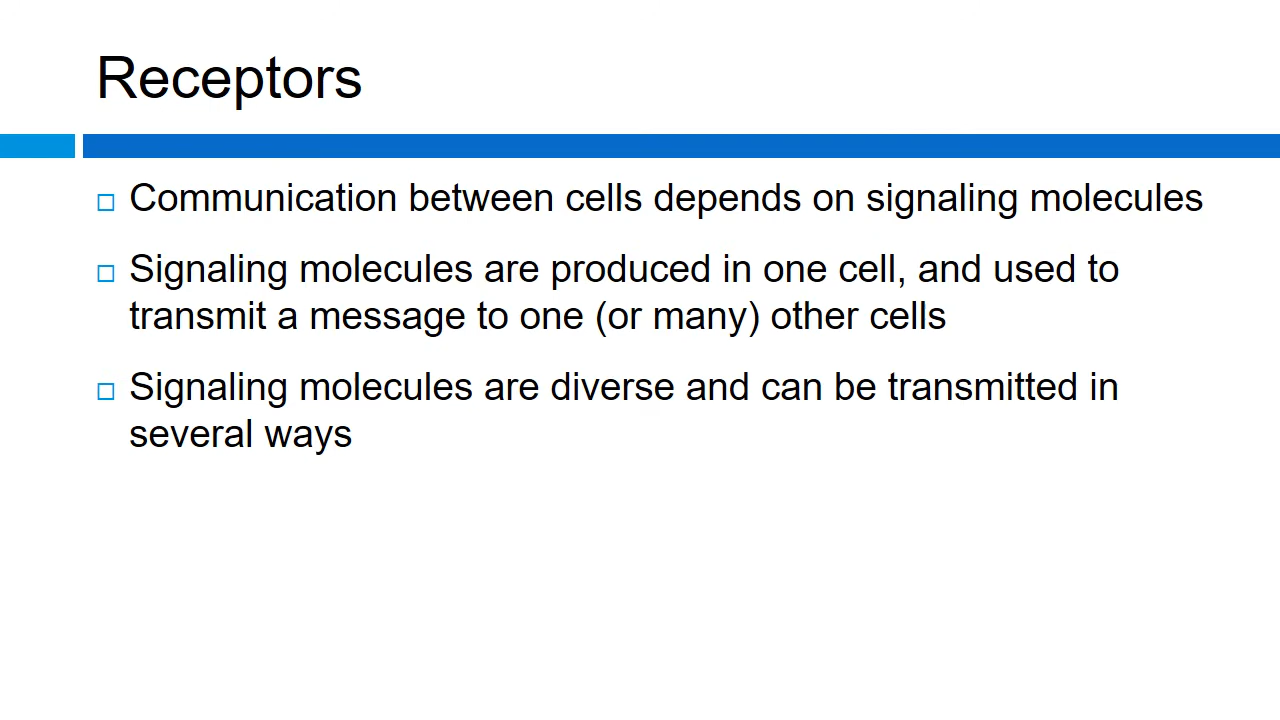 Receptors
Communication between cells depends on signaling molecules
Signaling molecules are produced in one cell, and used to
transmit a message to one (or many) other cells
Signaling molecules are diverse and can be transmitted in
several ways